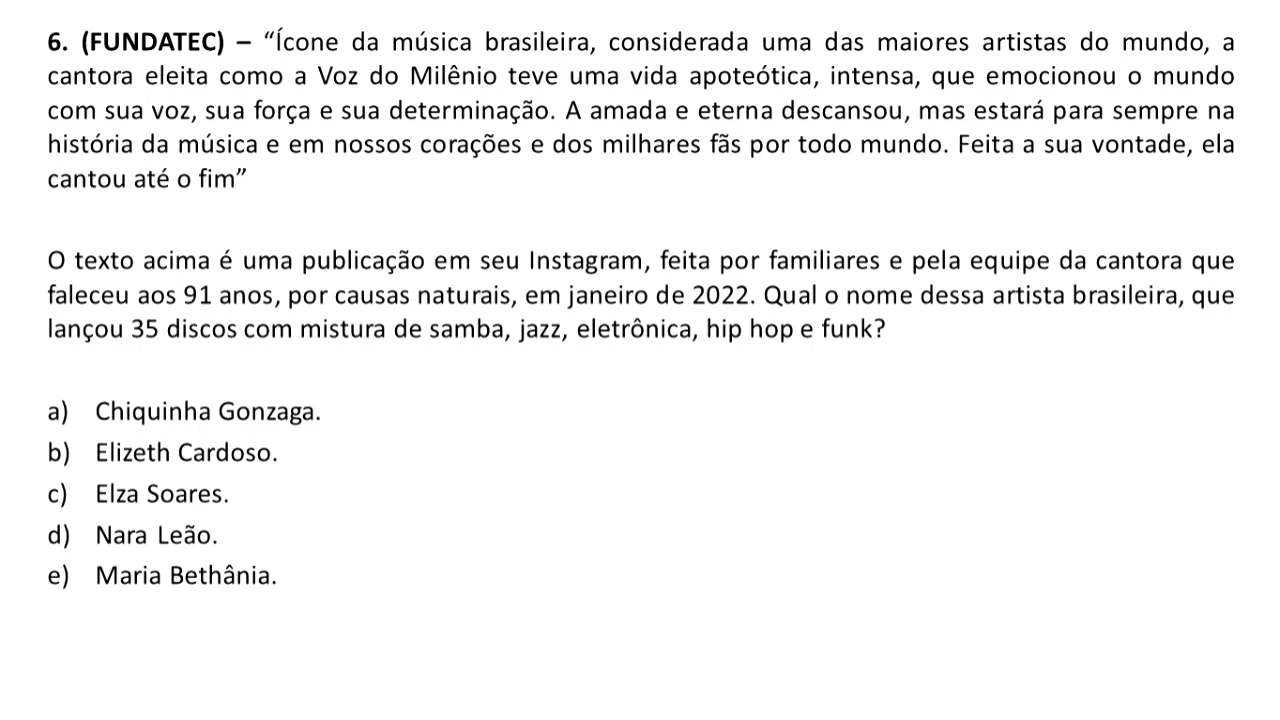 6. (FUNDATEC) – “Ícone da música brasileira, considerada uma das maiores artistas do mundo, a
cantora eleita como a Voz do Milênio teve uma vida apoteótica, intensa, que emocionou o mundo
com sua voz, sua força e sua determinação. A amada e eterna descansou, mas estará para sempre na
história da música e em nossos corações e dos milhares fãs por todo mundo. Feita a sua vontade, ela
cantou até o fim”
O texto acima é uma publicação em seu Instagram, feita por familiares e pela equipe da cantora que
faleceu aos 91 anos, por causas naturais, em janeiro de 2022. Qual o nome dessa artista brasileira, que
lançou 35 discos com mistura de samba, jazz, eletrônica, hip hop e funk?
a) Chiquinha Gonzaga.
b) Elizeth Cardoso.
c) Elza Soares.
d) Nara Leão.
e) Maria Bethânia.